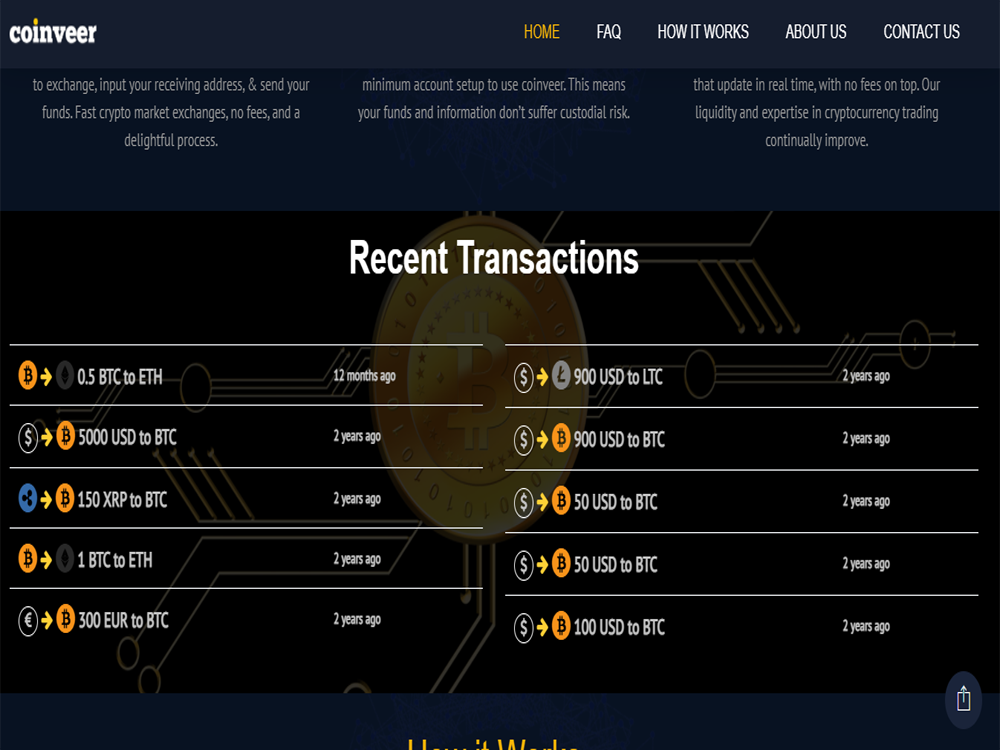 coinveer
HOME FAQ HOW IT WORKS ABOUT US CONTACT US
to exchange, input your receiving address, & send your
funds. Fast crypto market exchanges, no fees, and a
delightful process.
minimum account setup to use coinveer. This means
your funds and information don't suffer custodial risk.
that update in real time, with no fees on top. Our
liquidity and expertise in cryptocurrency trading
continually improve.
Recent Transactions
0.5 BTC to ETH 12 months ago
5000 USD to BTC 2 years ago
150 XRP to BTC 2 years ago
1 BTC to ETH 2 years ago
300 EUR to BTC 2 years ago
900 USD to LTC 2 years ago
900 USD to BTC 2 years ago
50 USD to BTC 2 years ago
50 USD to BTC 2 years ago
100 USD to BTC 2 years ago
How it Works